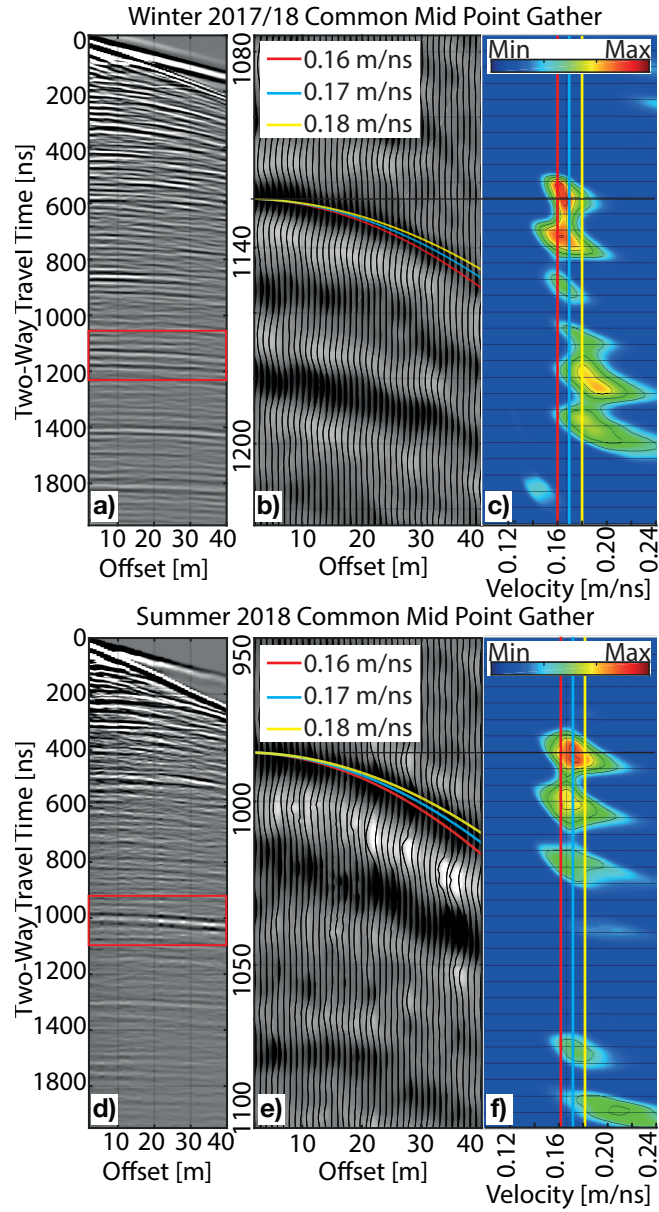 Winter 2017/18 Common Mid Point Gather
Two-Way Travel Time [ns]
0
200
400
600
800
1000
1200
1400
1600
1800
a)
10 20 30 40
Offset [m]
1080
1140
1200
0.16 m/ns
0.17 m/ns
0.18 m/ns
b)
10 20 30 40
Offset [m]
Min Max
c)
0.12 0.16 0.20 0.24
Velocity [m/ns]
Summer 2018 Common Mid Point Gather
Two-Way Travel Time [ns]
0
200
400
600
800
1000
1200
1400
1600
1800
d)
10 20 30 40
Offset [m]
950
1000
1050
1100
0.16 m/ns
0.17 m/ns
0.18 m/ns
e)
10 20 30 40
Offset [m]
Min Max
f)
0.12 0.16 0.20 0.24
Velocity [m/ns]